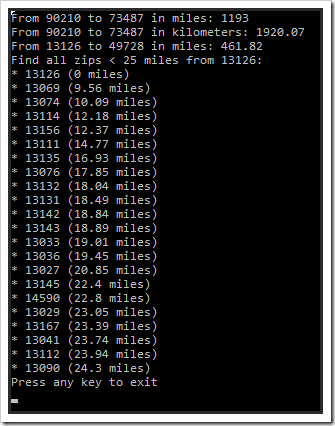 From 90210 to 73487 in miles: 1193
From 90210 to 73487 in kilometers: 1920.07
From 13126 to 49728 in miles: 461.82
Find all zips < 25 miles from 13126:
* 13126 (0 miles)
* 13069 (9.56 miles)
* 13074 (10.09 miles)
* 13114 (12.18 miles)
* 13156 (12.37 miles)
* 13111 (14.77 miles)
* 13135 (16.93 miles)
* 13076 (17.85 miles)
* 13132 (18.04 miles)
* 13131 (18.49 miles)
* 13142 (18.84 miles)
* 13143 (18.89 miles)
* 13033 (19.01 miles)
* 13036 (19.45 miles)
* 13027 (20.85 miles)
* 13145 (22.4 miles)
* 14590 (22.8 miles)
* 13029 (23.05 miles)
* 13167 (23.39 miles)
* 13041 (23.74 miles)
* 13112 (23.94 miles)
* 13090 (24.3 miles)
Press any key to exit